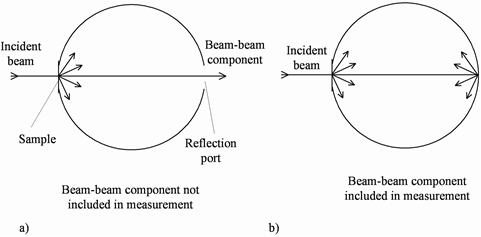 Incident
beam
Beam-beam
component
Sample
Reflection
port
Beam-beam component not
included in measurement
a)
Incident
beam
Beam-beam component
included in measurement
b)